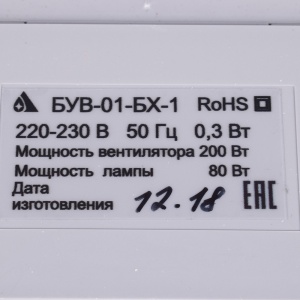 БУВ-01-БХ-1 RoHS
220-230 В 50 Гц 0,3 Вт
Мощность вентилятора 200 Вт
Мощность лампы 80 Вт
Дата
изготовления 12.18 EAC